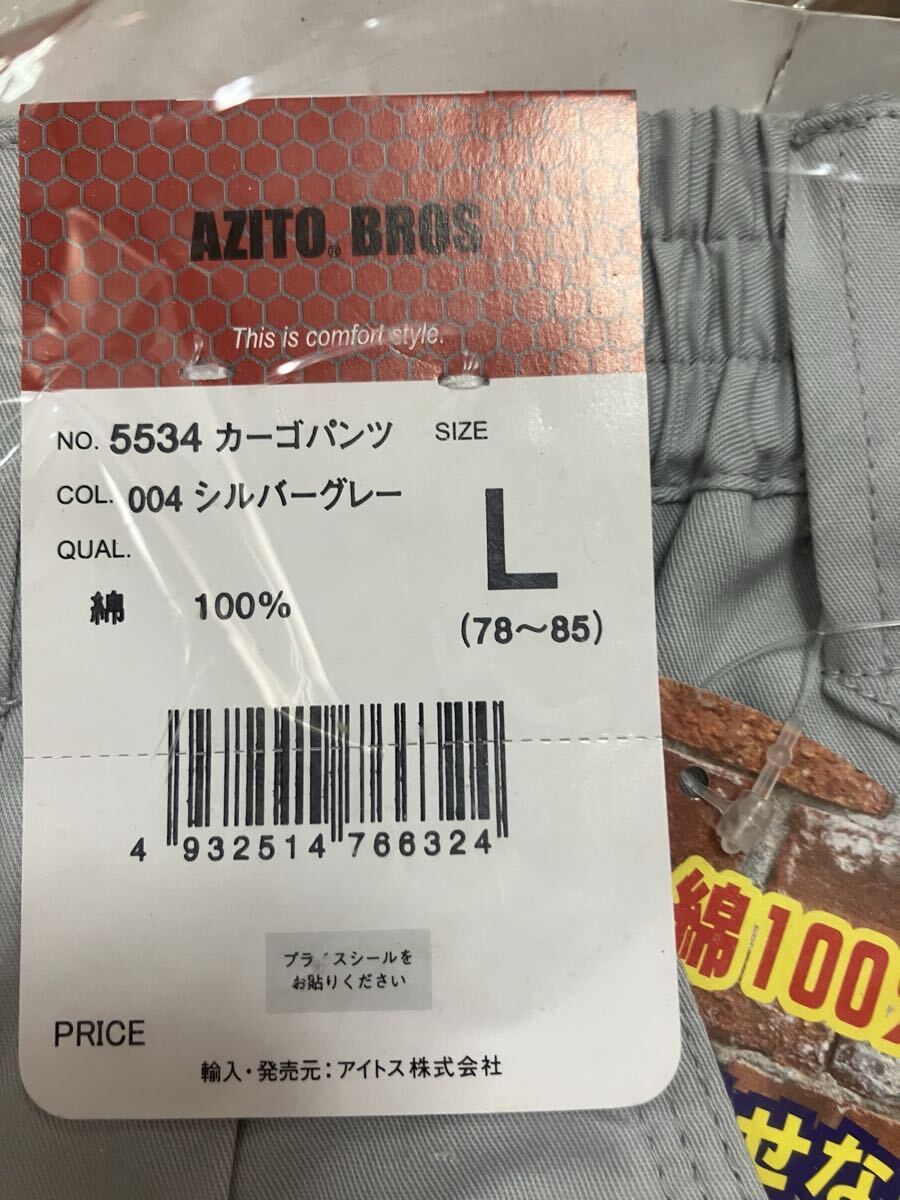 AZITO® BROS
This is comfort style.
NO. 5534 カーゴパンツ SIZE
COL. 004 シルバーグレー
L
QUAL.
綿 100%
(78～85)
4 932514 766324
プライスシールを
お貼りください
PRICE
輸入・発売元:アイトス株式会社
綿100%
せな